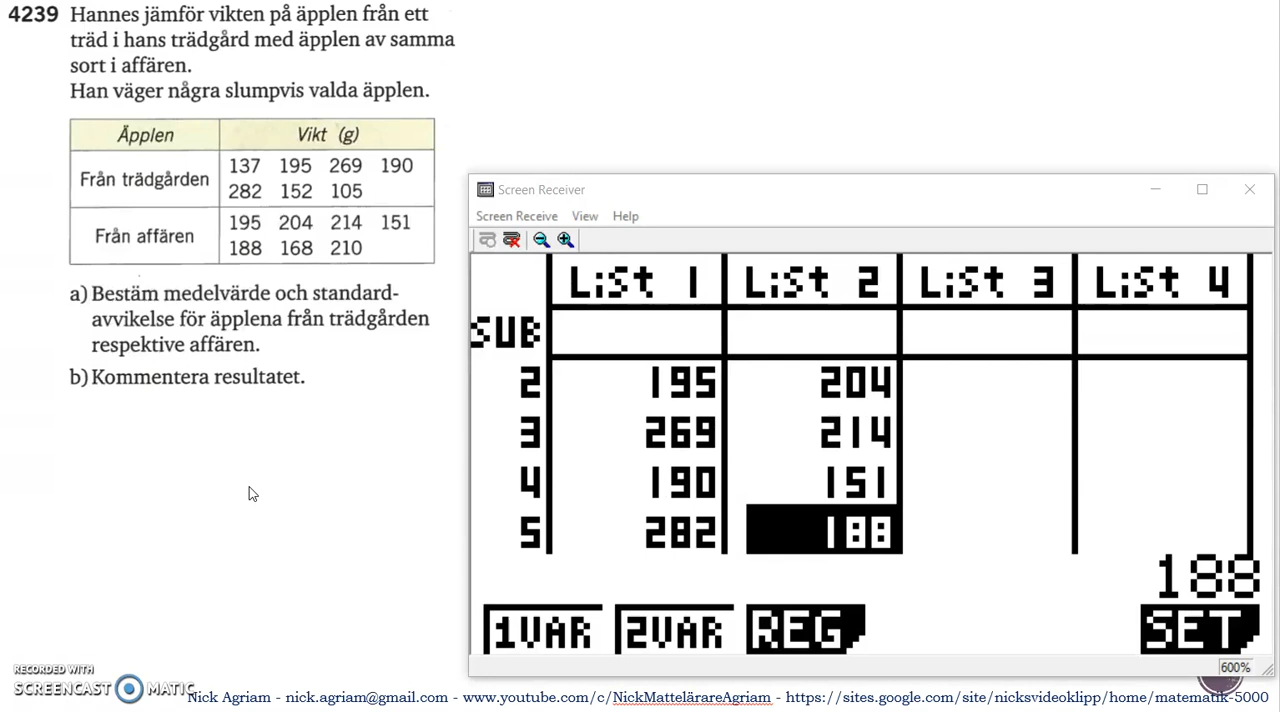 4239 Hannes jämför vikten på äpplen från ett
träd i hans trädgård med äpplen av samma
sort i affären.
Han väger några slumpvis valda äpplen.
Äpplen Vikt (g)
Från trädgården 137 195 269 190
282 152 105
Från affären 195 204 214 151
188 168 210
a) Bestäm medelvärde och standard-
avvikelse för äpplena från trädgården
respektive affären.
b) Kommentera resultatet.
Screen Receiver
Screen Receive View Help
List 1 List 2 List 3 List 4
SUB
2 195 204
3 269 214
4 190 151
5 282 188
188
1VAR 2VAR REG SET
600%
RECORDED WITH
SCREENCAST MATIC
Nick Agriam - nick.agriam@gmail.com - www.youtube.com/c/NickMattelärareAgriam - https://sites.google.com/site/nicksvideoklipp/home/matematik-5000